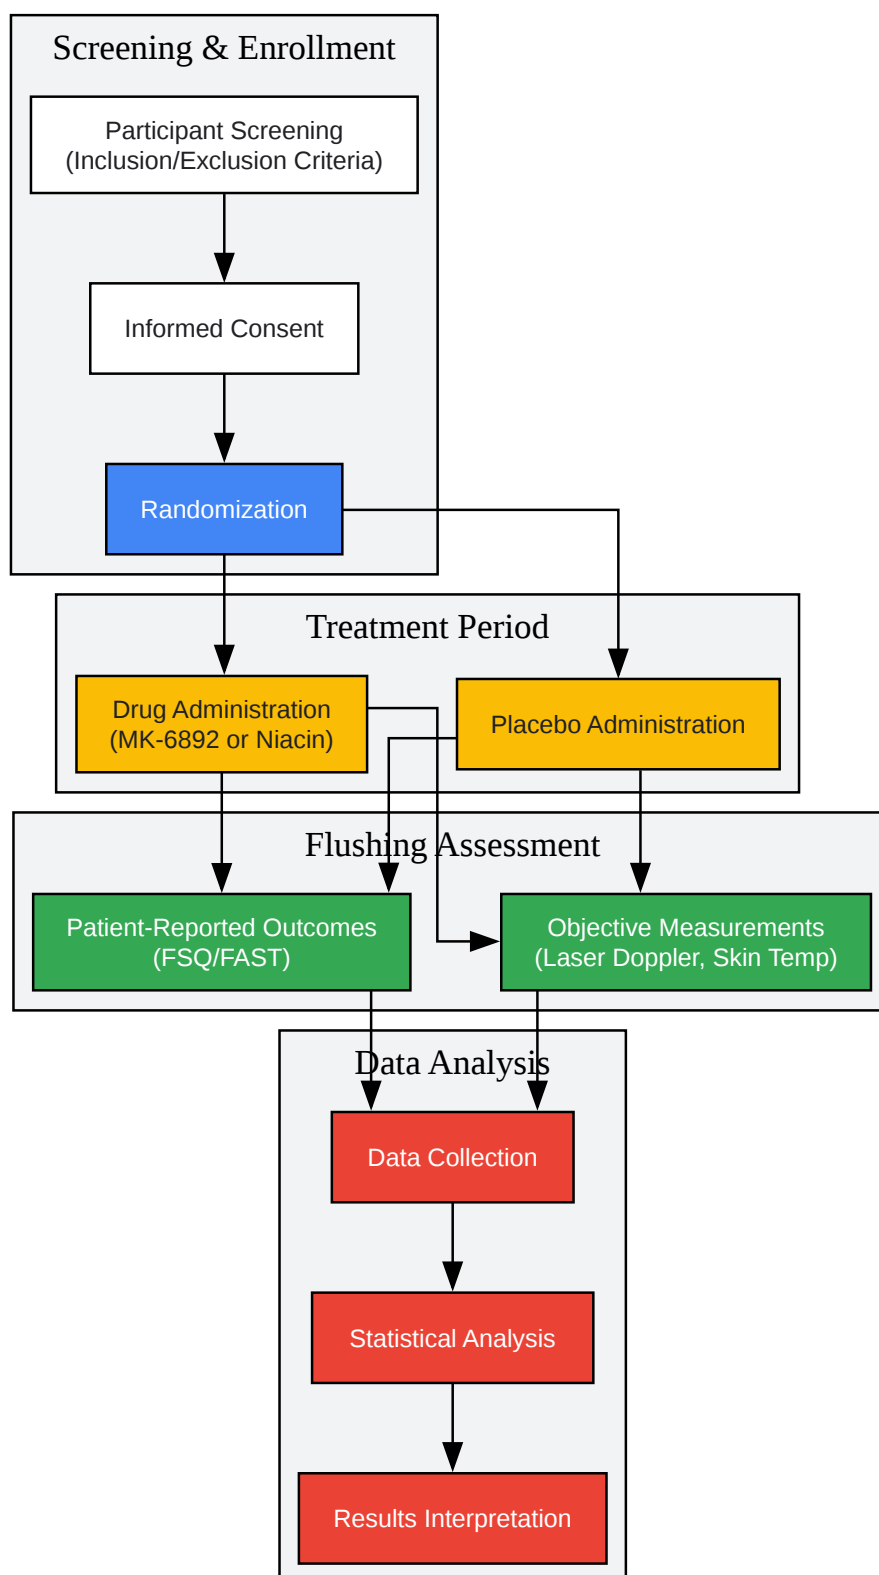 Screening & Enrollment
Participant Screening
(Inclusion/Exclusion Criteria)
Informed Consent
Randomization
Treatment Period
Drug Administration
(MK-6892 or Niacin)
Placebo Administration
Flushing Assessment
Patient-Reported Outcomes
(FSQ/FAST)
Objective Measurements
(Laser Doppler, Skin Temp)
Data Analysis
Data Collection
Statistical Analysis
Results Interpretation